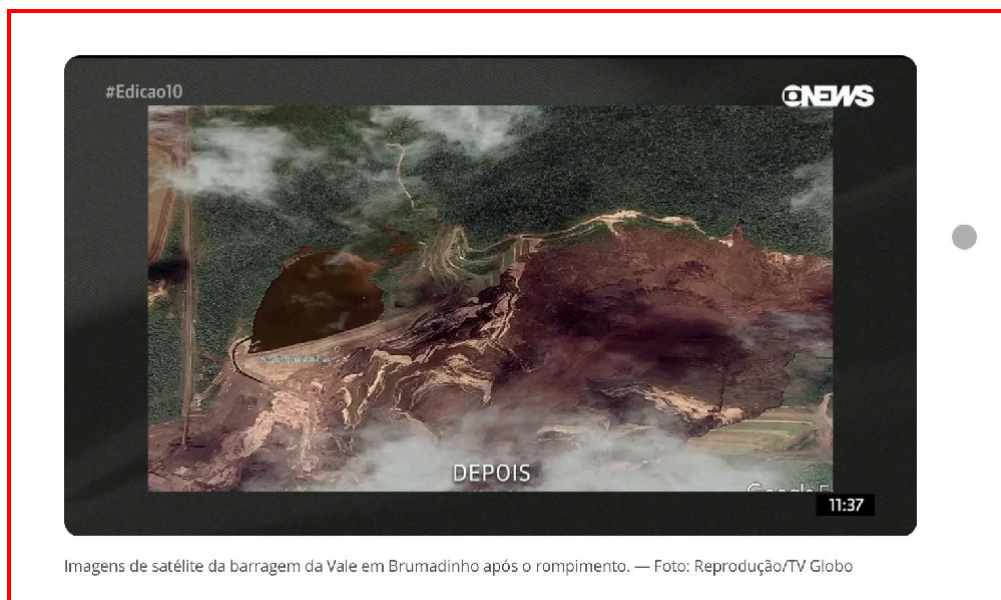 #Edicao10
GNEWS
DEPOIS
Google E
11:37
Imagens de satélite da barragem da Vale em Brumadinho após o rompimento. — Foto: Reprodução/TV Globo